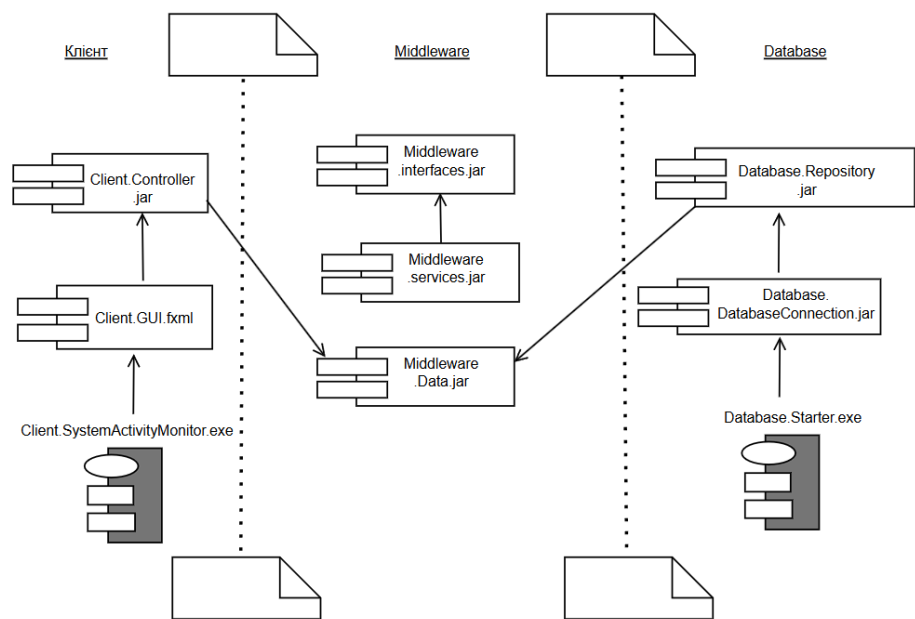 Клієнт
Middleware
Database
Client.Controller
.jar
Middleware
.interfaces.jar
Database.Repository
.jar
Client.GUI.fxml
Middleware
.services.jar
Database.
DatabaseConnection.jar
Middleware
.Data.jar
Client.SystemActivityMonitor.exe
Database.Starter.exe